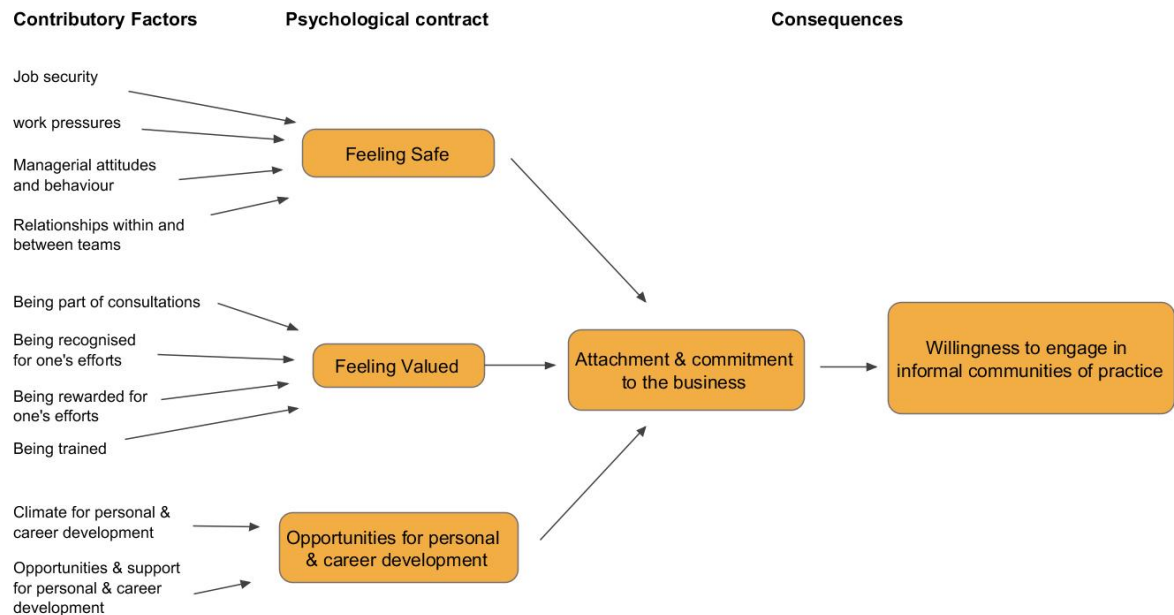 Contributory Factors
Psychological contract
Consequences
Job security
work pressures
Managerial attitudes
and behaviour
Relationships within and
between teams
Feeling Safe
Being part of consultations
Being recognised
for one's efforts
Being rewarded for
one's efforts
Being trained
Feeling Valued
Climate for personal &
career development
Opportunities & support
for personal & career
development
Opportunities for personal
& career development
Attachment & commitment
to the business
Willingness to engage in
informal communities of practice